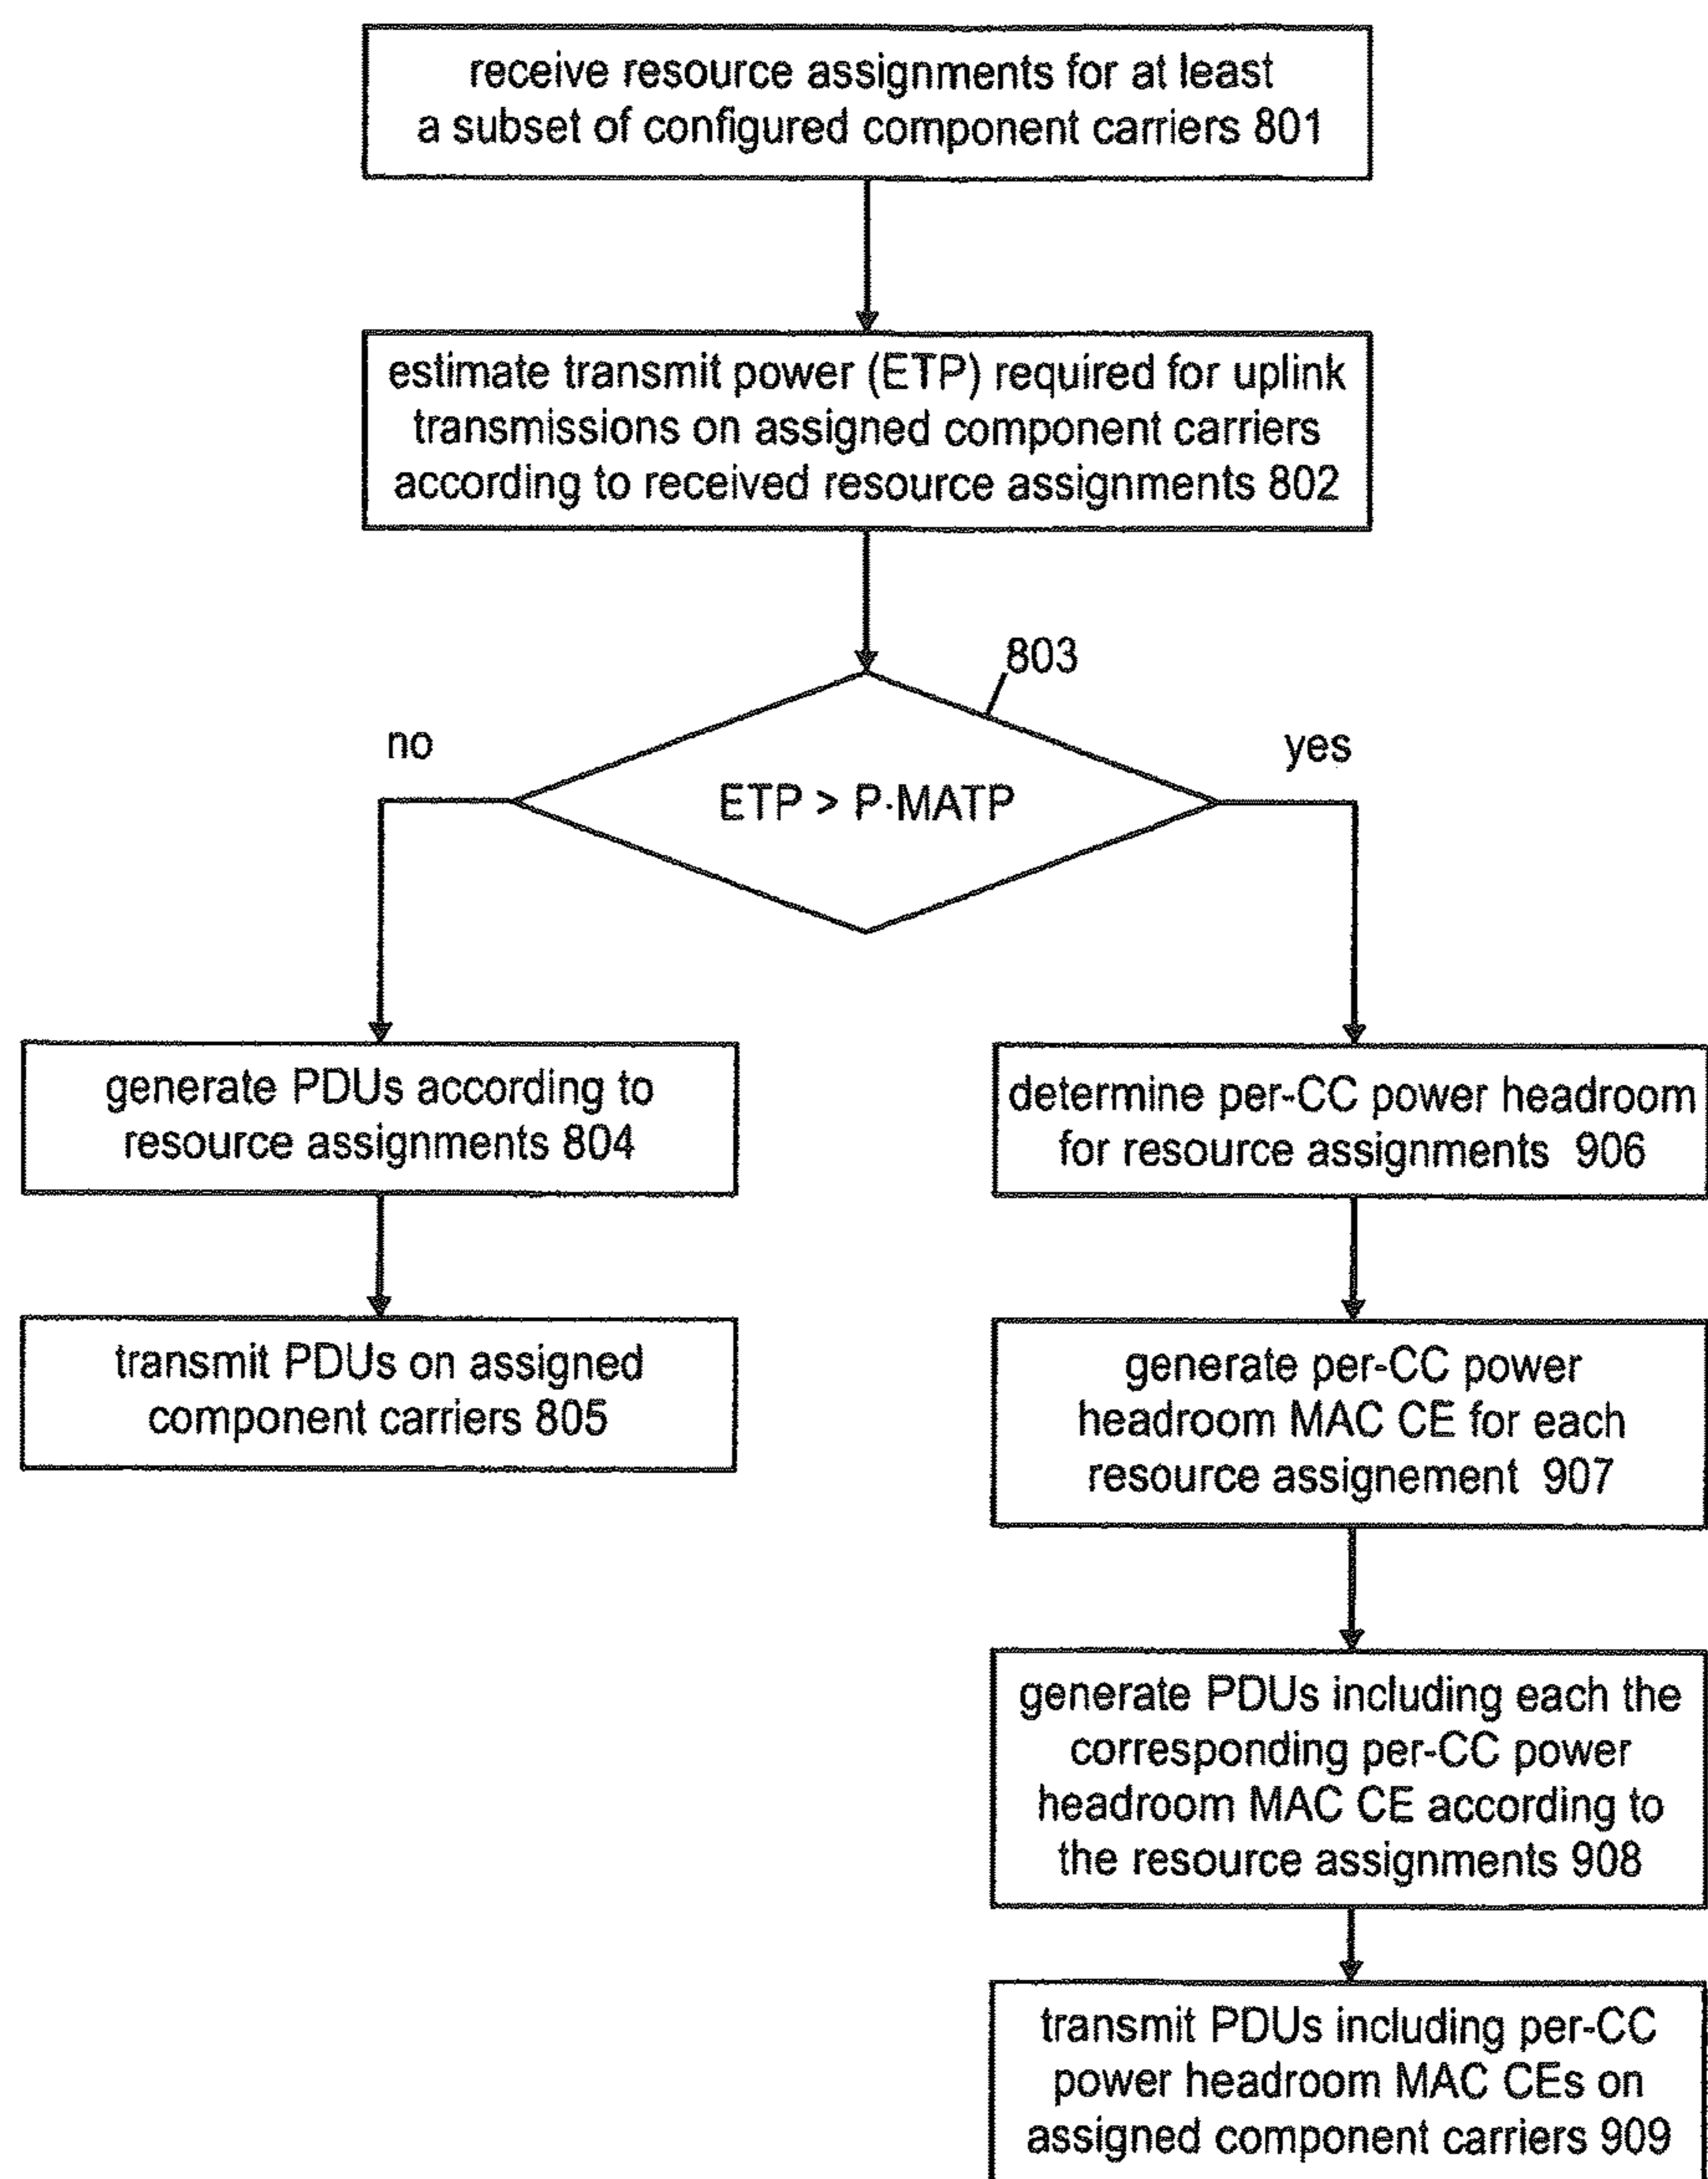 receive resource assignments for at least
a subset of configured component carriers 801
estimate transmit power (ETP) required for uplink
transmissions on assigned component carriers
according to received resource assignments 802
803
no
yes
ETP > P·MATP
generate PDUs according to
resource assignments 804
transmit PDUs on assigned
component carriers 805
determine per-CC power headroom
for resource assignments 906
generate per-CC power
headroom MAC CE for each
resource assignement 907
generate PDUs including each the
corresponding per-CC power
headroom MAC CE according to
the resource assignments 908
transmit PDUs including per-CC
power headroom MAC CEs on
assigned component carriers 909